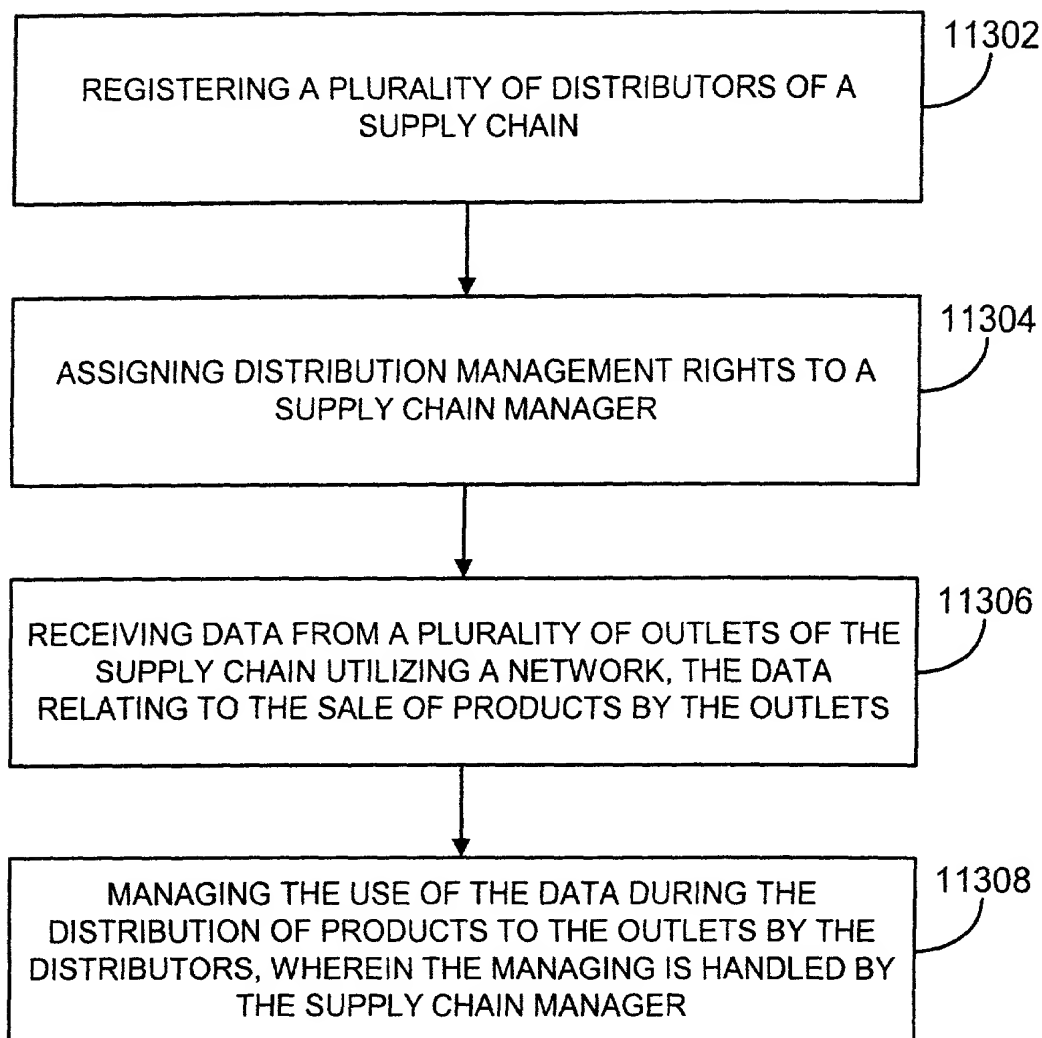 11302
REGISTERING A PLURALITY OF DISTRIBUTORS OF A
SUPPLY CHAIN
11304
ASSIGNING DISTRIBUTION MANAGEMENT RIGHTS TO A
SUPPLY CHAIN MANAGER
11306
RECEIVING DATA FROM A PLURALITY OF OUTLETS OF THE
SUPPLY CHAIN UTILIZING A NETWORK, THE DATA
RELATING TO THE SALE OF PRODUCTS BY THE OUTLETS
11308
MANAGING THE USE OF THE DATA DURING THE
DISTRIBUTION OF PRODUCTS TO THE OUTLETS BY THE
DISTRIBUTORS, WHEREIN THE MANAGING IS HANDLED BY
THE SUPPLY CHAIN MANAGER